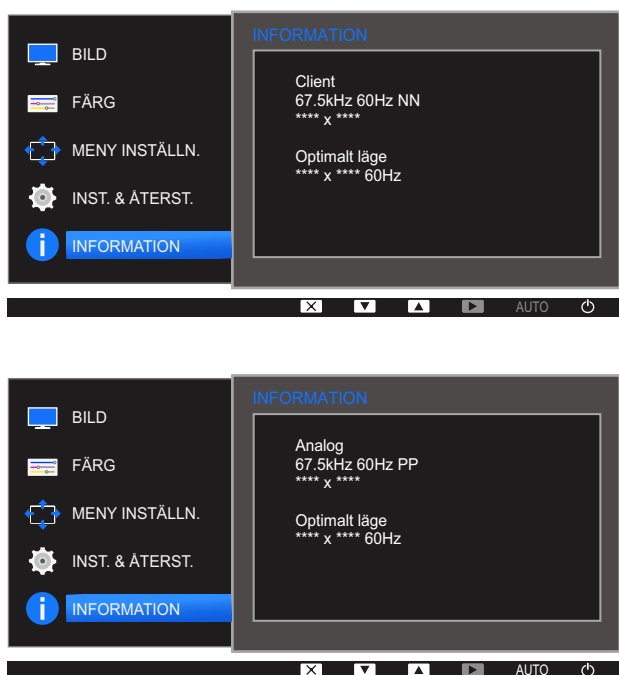 INFORMATION
BILD
FÄRG
MENY INSTÄLLN.
INST. & ÅTERST.
INFORMATION
Client
67.5kHz 60Hz NN
**** x ****
Optimalt läge
**** x **** 60Hz
AUTO
INFORMATION
BILD
FÄRG
MENY INSTÄLLN.
INST. & ÅTERST.
INFORMATION
Analog
67.5kHz 60Hz PP
**** x ****
Optimalt läge
**** x **** 60Hz
AUTO